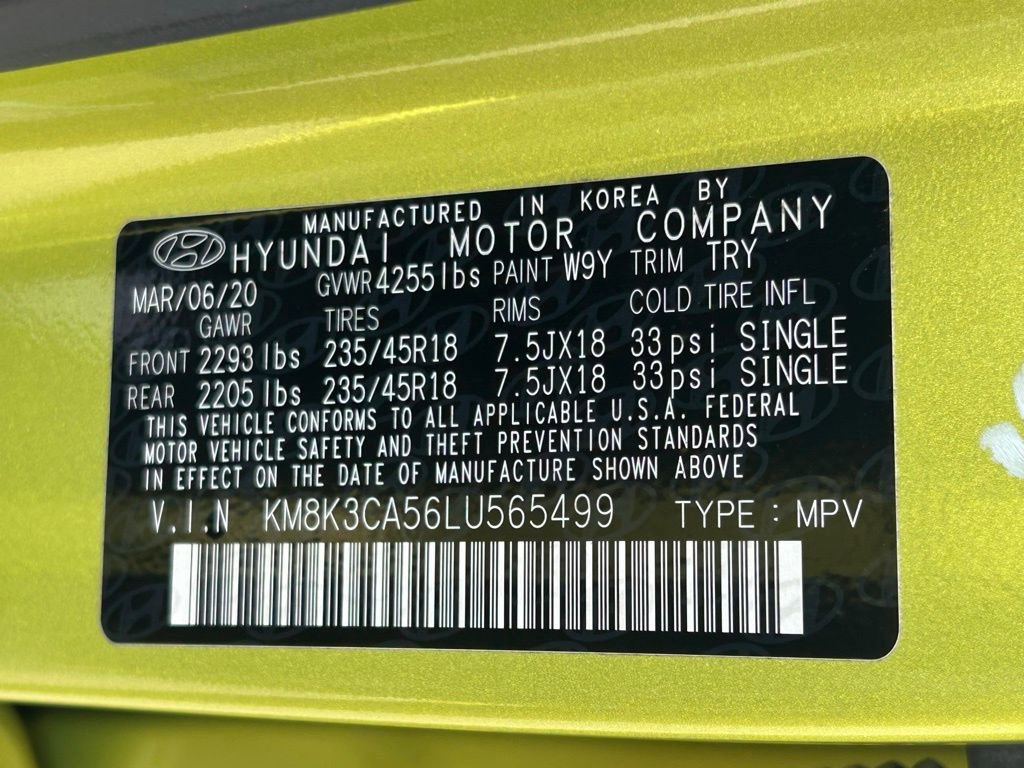 MANUFACTURED IN KOREA BY
HYUNDAI MOTOR COMPANY
MAR/06/20 GVWR 4255lbs PAINT W9Y TRIM TRY
GAWR TIRES RIMS COLD TIRE INFL
FRONT 2293 lbs 235/45R18 7.5JX18 33psi SINGLE
REAR 2205 lbs 235/45R18 7.5JX18 33psi SINGLE
THIS VEHICLE CONFORMS TO ALL APPLICABLE U.S.A. FEDERAL
MOTOR VEHICLE SAFETY AND THEFT PREVENTION STANDARDS
IN EFFECT ON THE DATE OF MANUFACTURE SHOWN ABOVE
V.I.N KM8K3CA56LU565499 TYPE : MPV